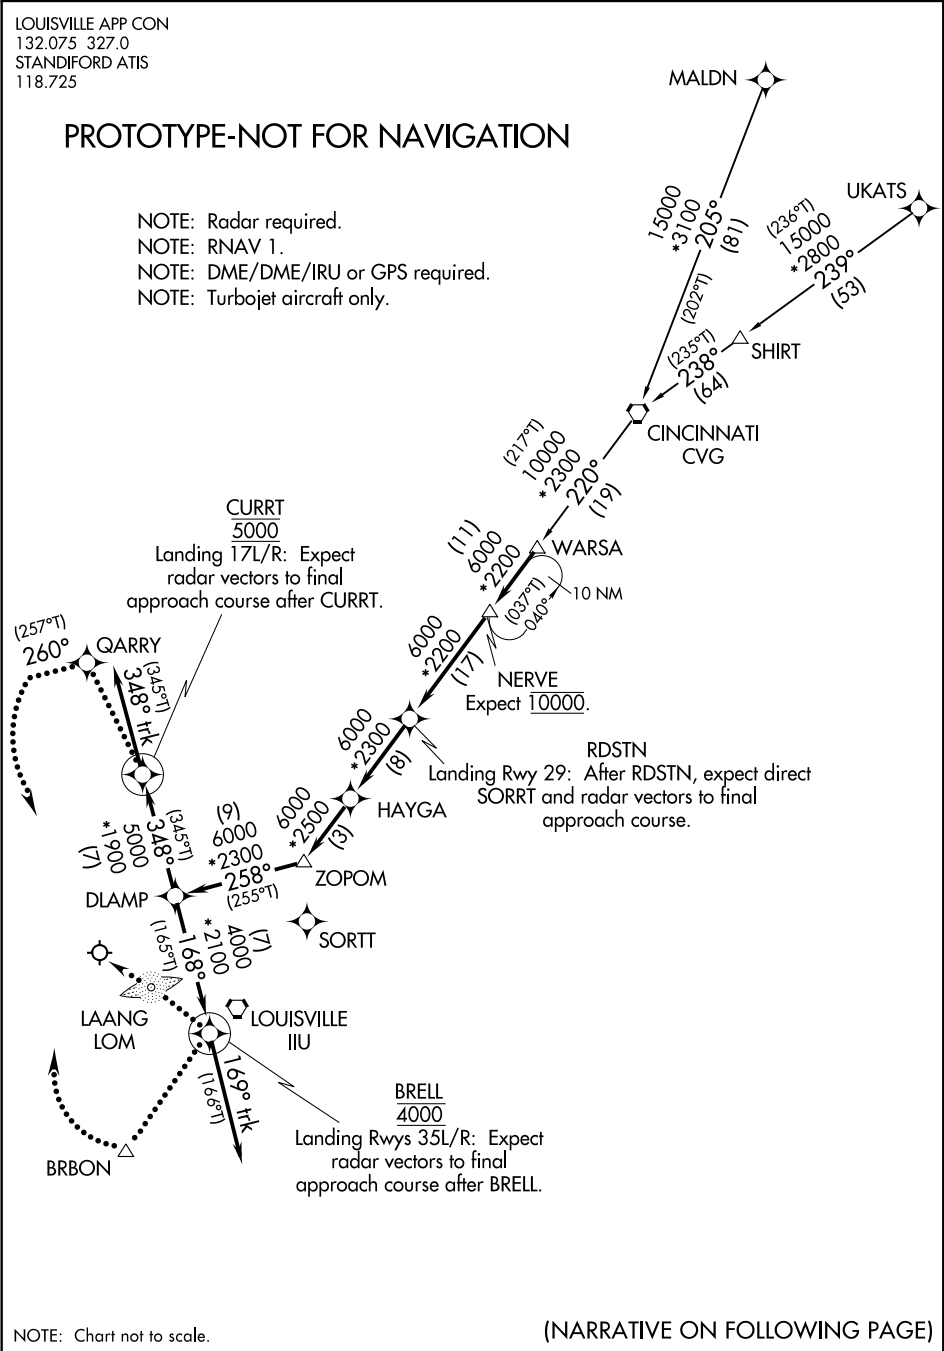 LOUISVILLE APP CON
132.075 327.0
STANDIFORD ATIS
118.725
PROTOTYPE-NOT FOR NAVIGATION
NOTE: Radar required.
NOTE: RNAV 1.
NOTE: DME/DME/IRU or GPS required.
NOTE: Turbojet aircraft only.
MALDN
15000
*3100
205°
(81)
(202°T)
UKATS
(236°T)
15000
*2800
239°
(53)
SHIRT
(235°T)
238°
(64)
CINCINNATI
CVG
(217°T)
10000
*2300
220°
(19)
WARSA
(11)
6000
*2200
10 NM
(037°T)
040°
NERVE
Expect 10000.
6000
*2200
(17)
RDSTN
Landing Rwy 29: After RDSTN, expect direct
SORRT and radar vectors to final
approach course.
6000
*2300
(8)
HAYGA
6000
*2500
(3)
ZOPOM
(9)
6000
*2300
258°
(255°T)
DLAMP
SORTT
CURRT
5000
Landing 17L/R: Expect
radar vectors to final
approach course after CURRT.
(257°T)
260°
QARRY
(345°T)
348° trk
(345°T)
348°
5000
*1900
(7)
(7)
4000
*2100
168°
(165°T)
LAANG
LOM
LOUISVILLE
IIU
169° trk
(166°T)
BRBON
BRELL
4000
Landing Rwys 35L/R: Expect
radar vectors to final
approach course after BRELL.
NOTE: Chart not to scale.
(NARRATIVE ON FOLLOWING PAGE)